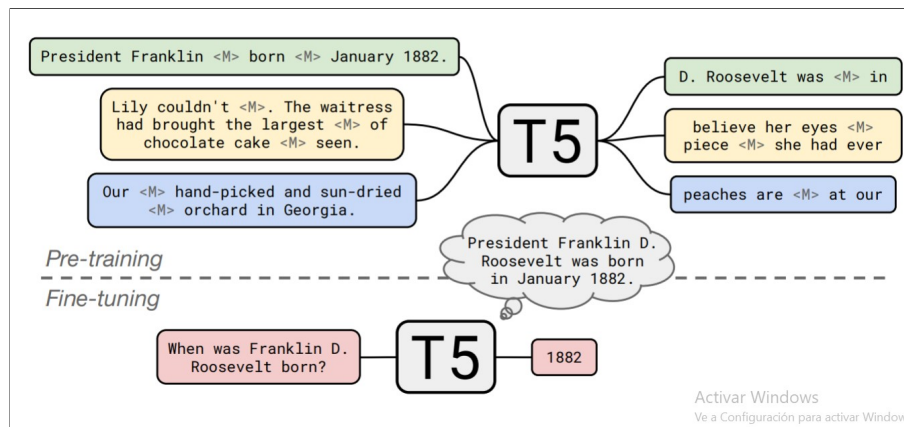 President Franklin <M> born <M> January 1882.
Lily couldn't <M>. The waitress
had brought the largest <M> of
chocolate cake <M> seen.
Our <M> hand-picked and sun-dried
<M> orchard in Georgia.
T5
D. Roosevelt was <M> in
believe her eyes <M>
piece <M> she had ever
peaches are <M> at our
President Franklin D.
Roosevelt was born
in January 1882.
Pre-training
Fine-tuning
When was Franklin D.
Roosevelt born?
T5
1882
Activar Windows
Ve a Configuración para activar Window